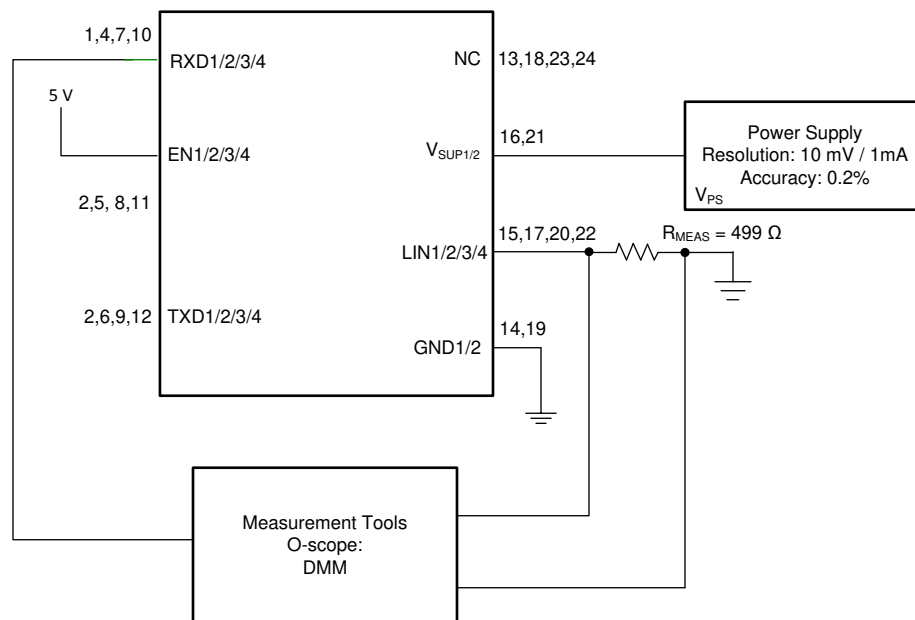 1,4,7,10
RXD1/2/3/4
NC
13,18,23,24
5 V
EN1/2/3/4
2,5, 8,11
VSUP1/2
16,21
Power Supply
Resolution: 10 mV / 1mA
Accuracy: 0.2%
VPS
LIN1/2/3/4
15,17,20,22
RMEAS = 499 Ω
2,6,9,12
TXD1/2/3/4
GND1/2
14,19
Measurement Tools
O-scope:
DMM